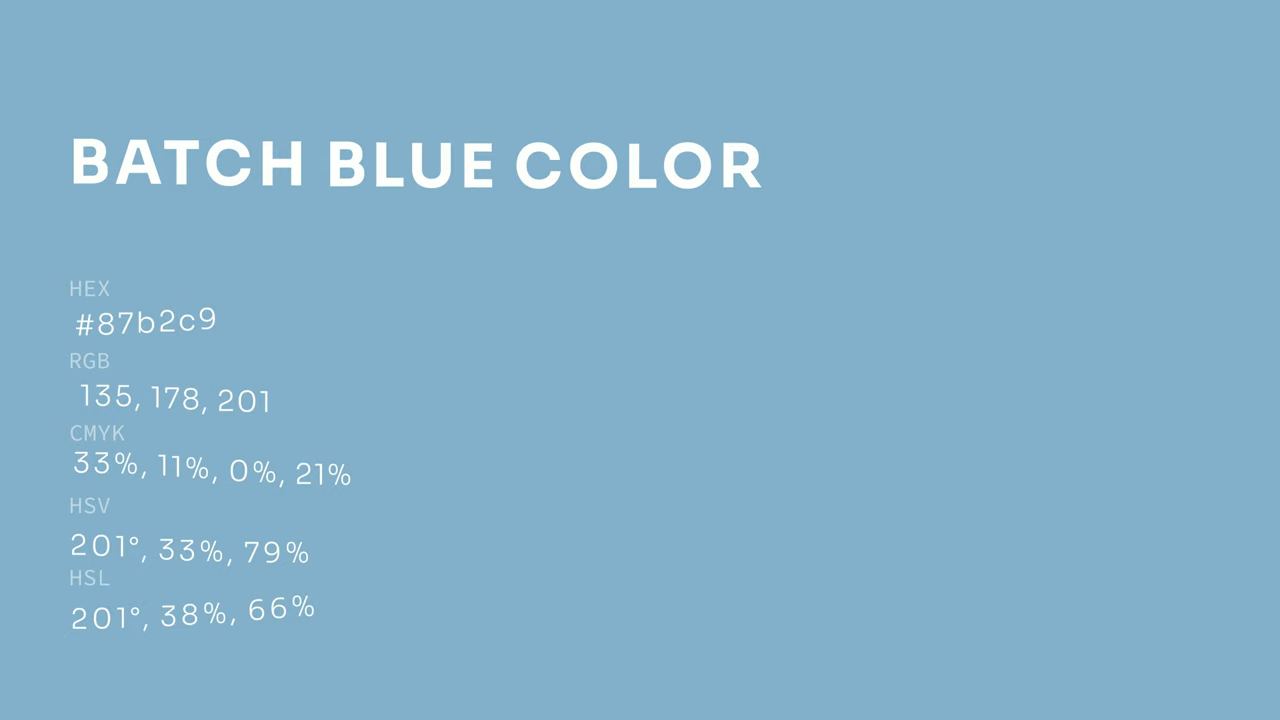 BATCH BLUE COLOR
HEX
#87b2c9
RGB
135, 178, 201
CMYK
33%, 11%, 0%, 21%
HSV
201°, 33%, 79%
HSL
201°, 38%, 66%